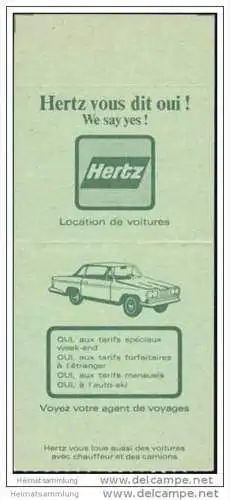 Hertz vous dit oui !
We say yes !
Hertz
Location de voitures
OUI, aux tarifs spéciaux
week-end
OUI, aux tarifs forfaitaires
à l'étranger
OUI, aux tarifs mensuels
OUI, à l'auto-ski
Voyez votre agent de voyages
Hertz vous loue aussi des voitures
avec chauffeur et des camions.
Heimatsammlung
Heimatsammlung@www.delcampe.net